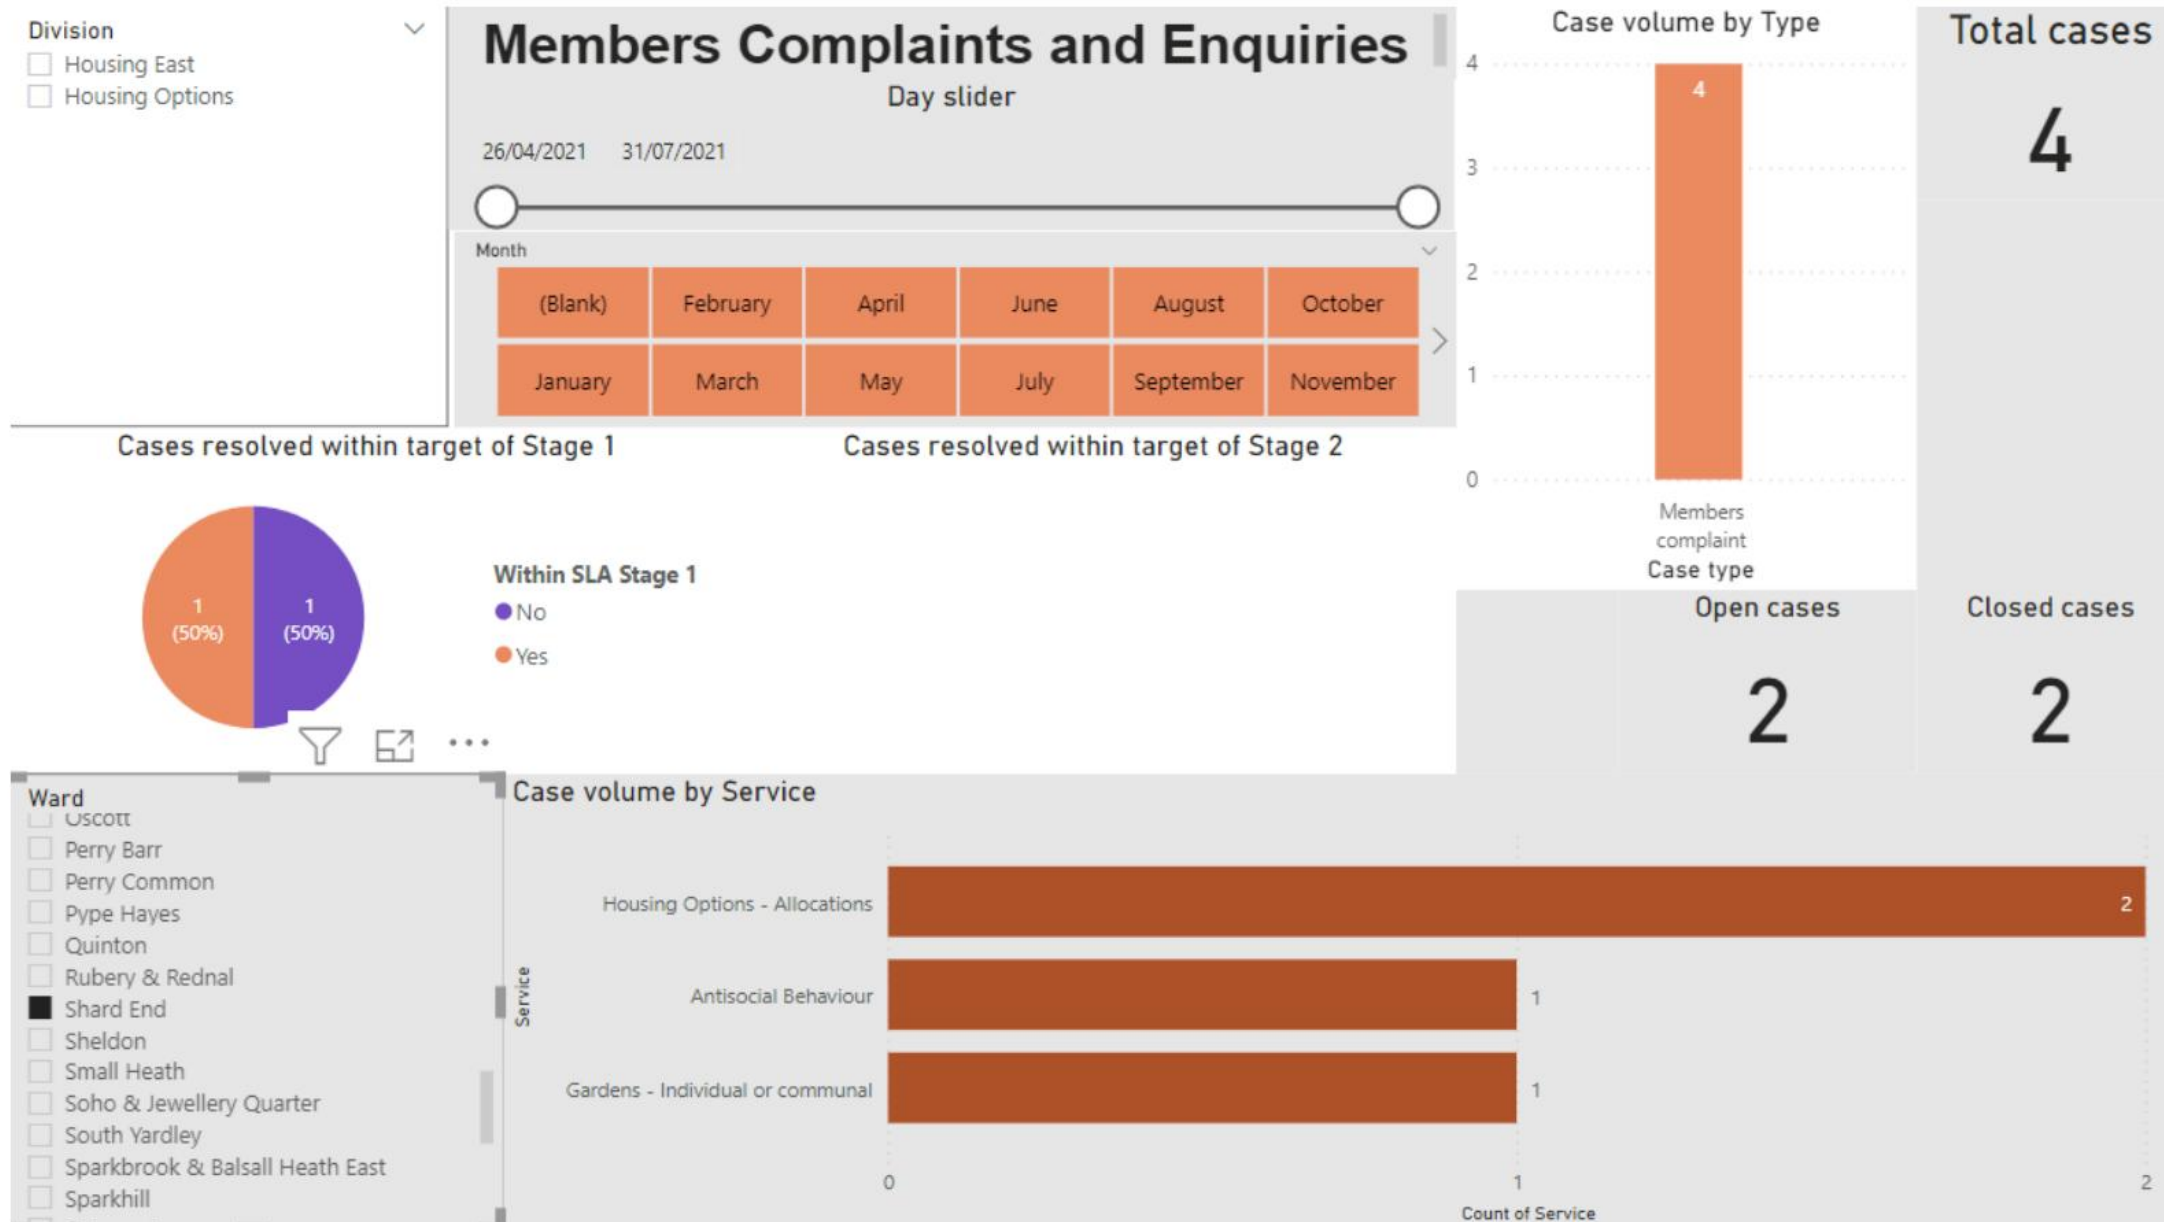 Division
Housing East
Housing Options
Members Complaints and Enquiries
Day slider
26/04/2021 31/07/2021
Month
(Blank) February April June August October
January March May July September November
Case volume by Type
4
3
2
1
0
4
Members
complaint
Case type
Total cases
4
Cases resolved within target of Stage 1
1
(50%)
1
(50%)
Within SLA Stage 1
No
Yes
Cases resolved within target of Stage 2
Open cases
2
Closed cases
2
Ward
Oscott
Perry Barr
Perry Common
Pype Hayes
Quinton
Rubery & Rednal
Shard End
Sheldon
Small Heath
Soho & Jewellery Quarter
South Yardley
Sparkbrook & Balsall Heath East
Sparkhill
Case volume by Service
Service
Housing Options - Allocations 2
Antisocial Behaviour 1
Gardens - Individual or communal 1
0 1 2
Count of Service